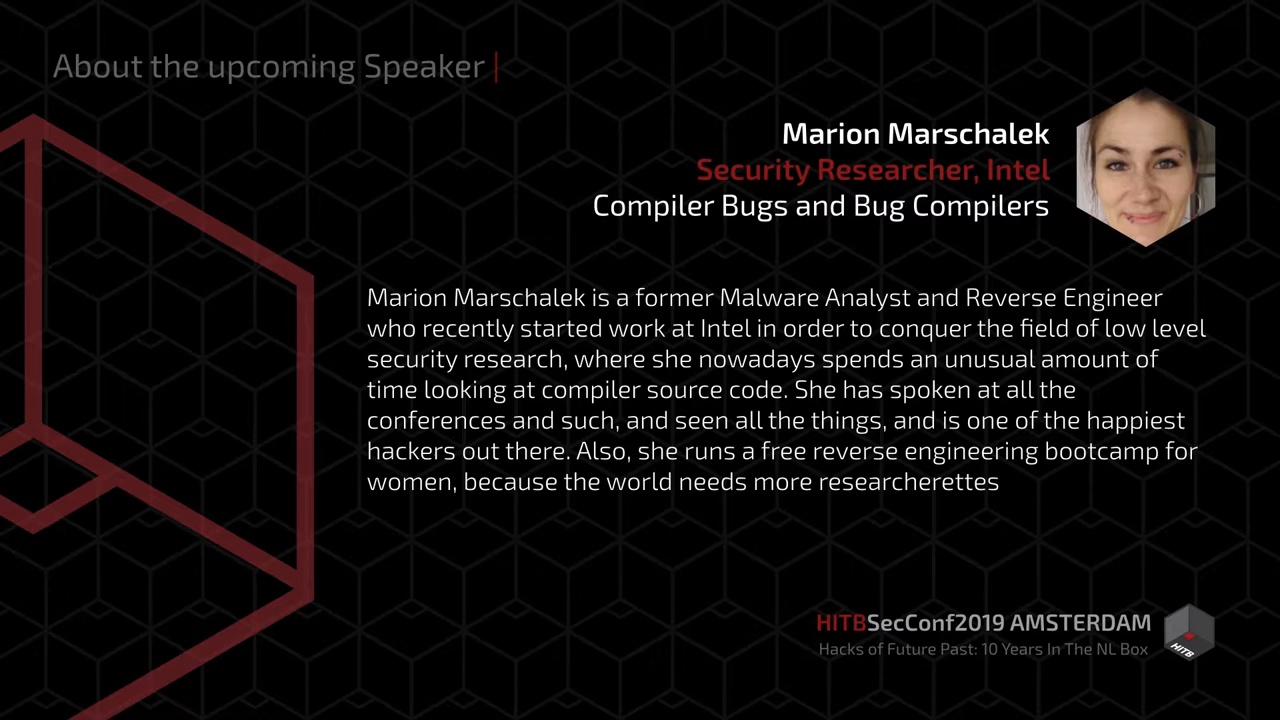 About the upcoming Speaker |
Marion Marschalek
Security Researcher, Intel
Compiler Bugs and Bug Compilers
Marion Marschalek is a former Malware Analyst and Reverse Engineer
who recently started work at Intel in order to conquer the field of low level
security research, where she nowadays spends an unusual amount of
time looking at compiler source code. She has spoken at all the
conferences and such, and seen all the things, and is one of the happiest
hackers out there. Also, she runs a free reverse engineering bootcamp for
women, because the world needs more researcherettes
HITBSecConf2019 AMSTERDAM
Hacks of Future Past: 10 Years In The NL Box
HITB